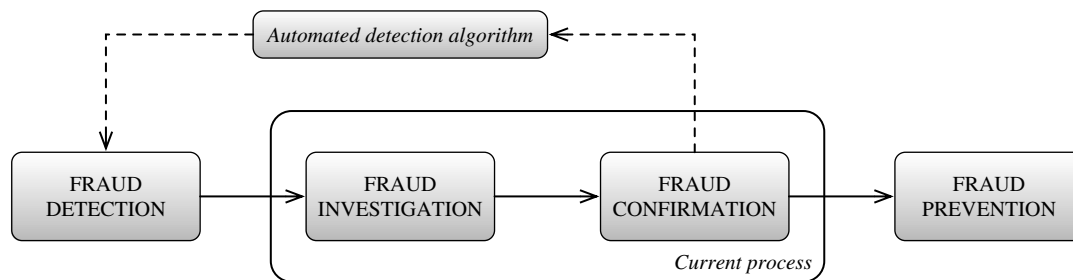 Automated detection algorithm
FRAUD
DETECTION
FRAUD
INVESTIGATION
FRAUD
CONFIRMATION
FRAUD
PREVENTION
Current process